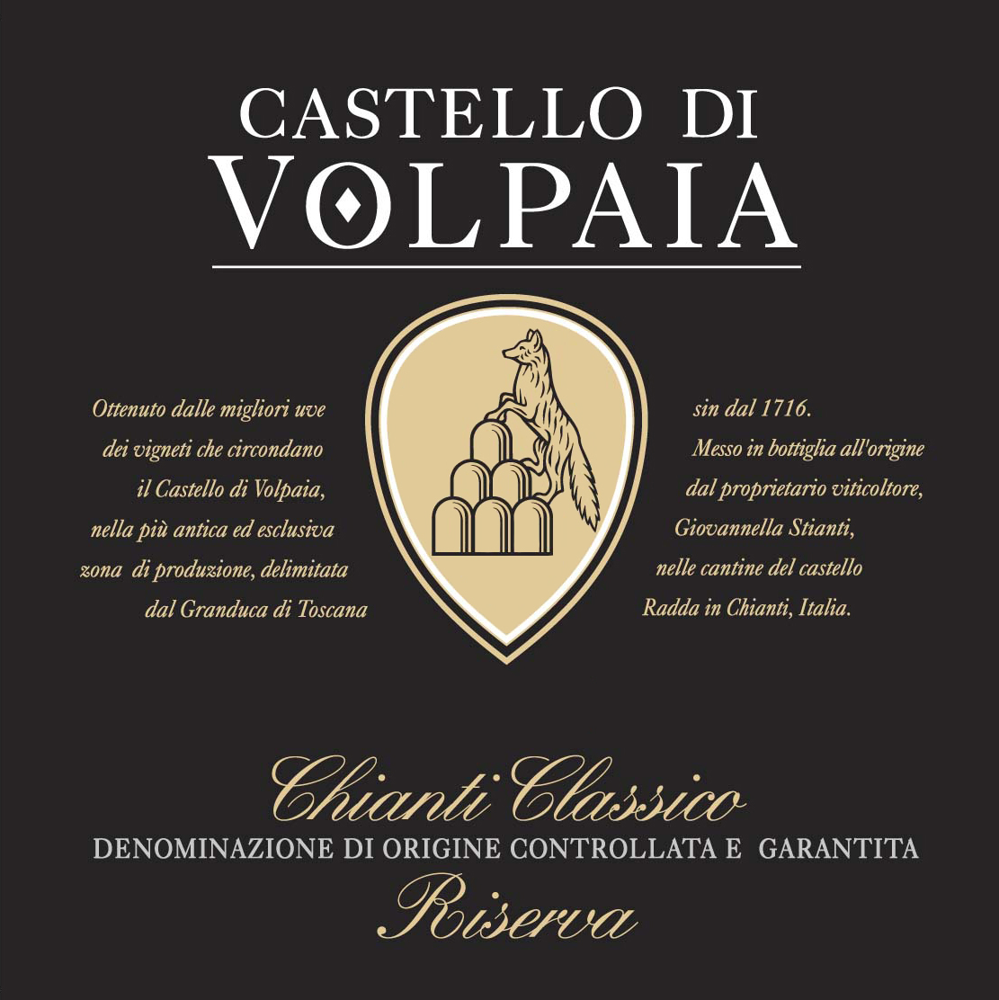 CASTELLO DI
VOLPAIA
Ottenuto dalle migliori uve
dei vigneti che circondano
il Castello di Volpaia,
nella più antica ed esclusiva
zona di produzione, delimitata
dal Granduca di Toscana
sin dal 1716.
Messo in bottiglia all'origine
dal proprietario viticoltore,
Giovannella Stianti,
nelle cantine del castello
Radda in Chianti, Italia.
Chianti Classico
DENOMINAZIONE DI ORIGINE CONTROLLATA E GARANTITA
Riserva